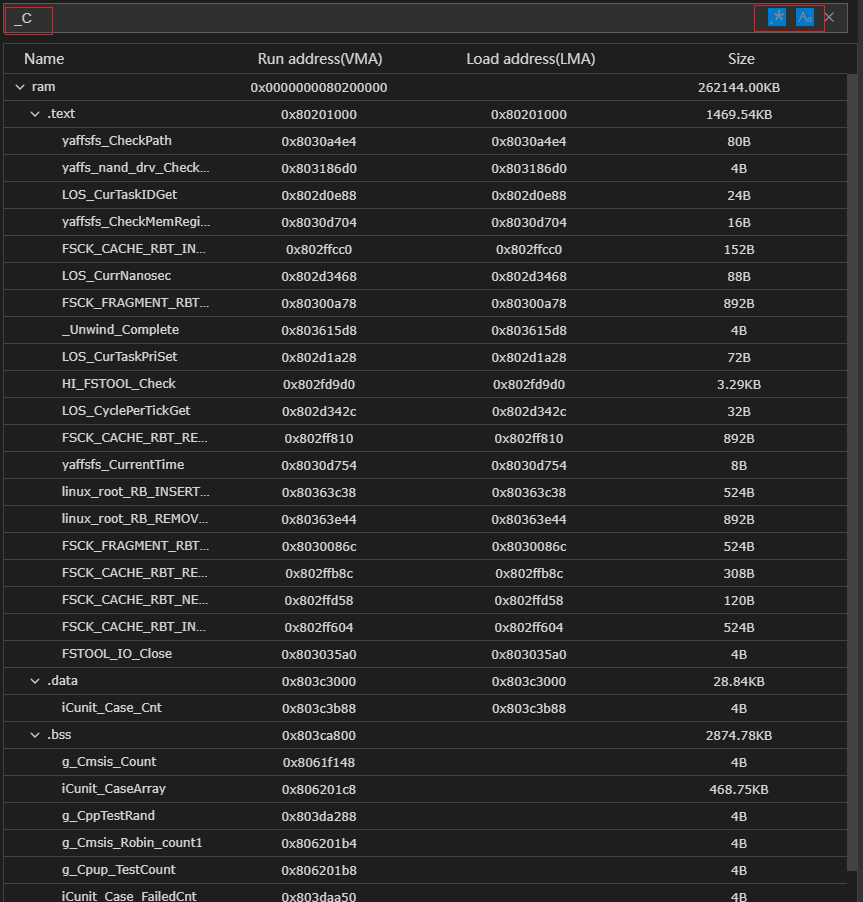 _C .* Aa ×
Name Run address(VMA) Load address(LMA) Size
ram 0x0000000080200000 262144.00KB
.text 0x80201000 0x80201000 1469.54KB
yaffsfs_CheckPath 0x8030a4e4 0x8030a4e4 80B
yaffs_nand_drv_Check... 0x803186d0 0x803186d0 4B
LOS_CurTaskIDGet 0x802d0e88 0x802d0e88 24B
yaffsfs_CheckMemRegi... 0x8030d704 0x8030d704 16B
FSCK_CACHE_RBT_IN... 0x802ffcc0 0x802ffcc0 152B
LOS_CurrNanosec 0x802d3468 0x802d3468 88B
FSCK_FRAGMENT_RBT... 0x80300a78 0x80300a78 892B
_Unwind_Complete 0x803615d8 0x803615d8 4B
LOS_CurTaskPriSet 0x802d1a28 0x802d1a28 72B
HI_FSTOOL_Check 0x802fd9d0 0x802fd9d0 3.29KB
LOS_CyclePerTickGet 0x802d342c 0x802d342c 32B
FSCK_CACHE_RBT_RE... 0x802ff810 0x802ff810 892B
yaffsfs_CurrentTime 0x8030d754 0x8030d754 8B
linux_root_RB_INSERT... 0x80363c38 0x80363c38 524B
linux_root_RB_REMOV... 0x80363e44 0x80363e44 892B
FSCK_FRAGMENT_RBT... 0x8030086c 0x8030086c 524B
FSCK_CACHE_RBT_RE... 0x802ffb8c 0x802ffb8c 308B
FSCK_CACHE_RBT_NE... 0x802ffd58 0x802ffd58 120B
FSCK_CACHE_RBT_IN... 0x802ff604 0x802ff604 524B
FSTOOL_IO_Close 0x803035a0 0x803035a0 4B
.data 0x803c3000 0x803c3000 28.84KB
iCunit_Case_Cnt 0x803c3b88 0x803c3b88 4B
.bss 0x803ca800 2874.78KB
g_Cmsis_Count 0x8061f148 4B
iCunit_CaseArray 0x806201c8 468.75KB
g_CppTestRand 0x803da288 4B
g_Cmsis_Robin_count1 0x806201b4 4B
g_Cpup_TestCount 0x806201b8 4B
iCunit_Case_FailedCnt 0x803daa50 4B